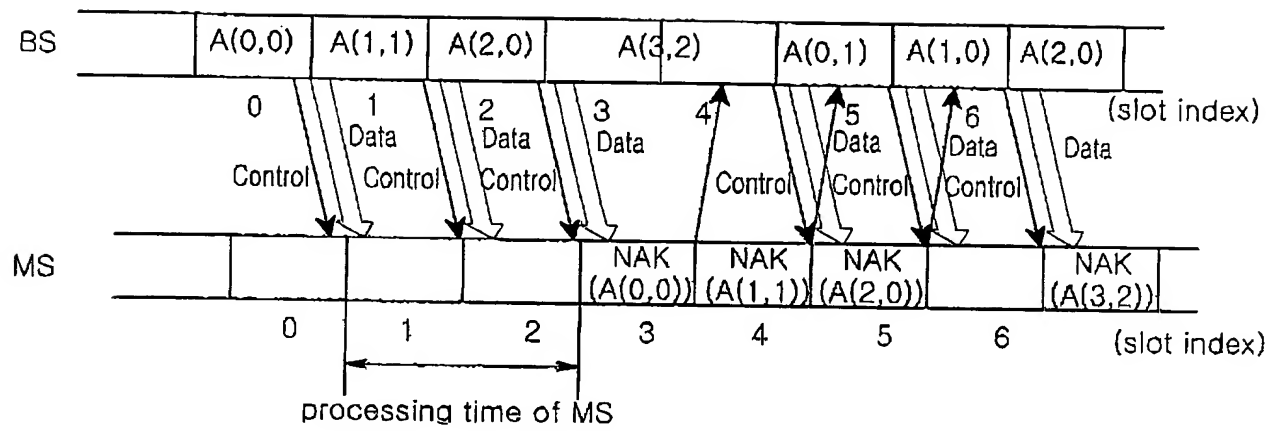 BS A(0,0) A(1,1) A(2,0) A(3,2) A(0,1) A(1,0) A(2,0)
0 1 2 3 4 5 6 (slot index)
Data Data Data Data Data Data
Control Control Control Control Control Control
MS NAK (A(0,0)) NAK (A(1,1)) NAK (A(2,0)) NAK (A(3,2))
0 1 2 3 4 5 6 (slot index)
processing time of MS